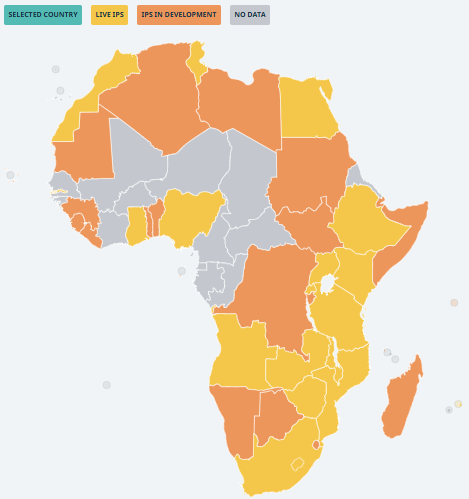 SELECTED COUNTRY LIVE IPS IPS IN DEVELOPMENT NO DATA